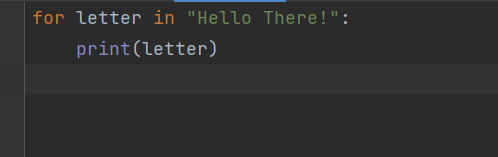 for letter in "Hello There!":
    print(letter)